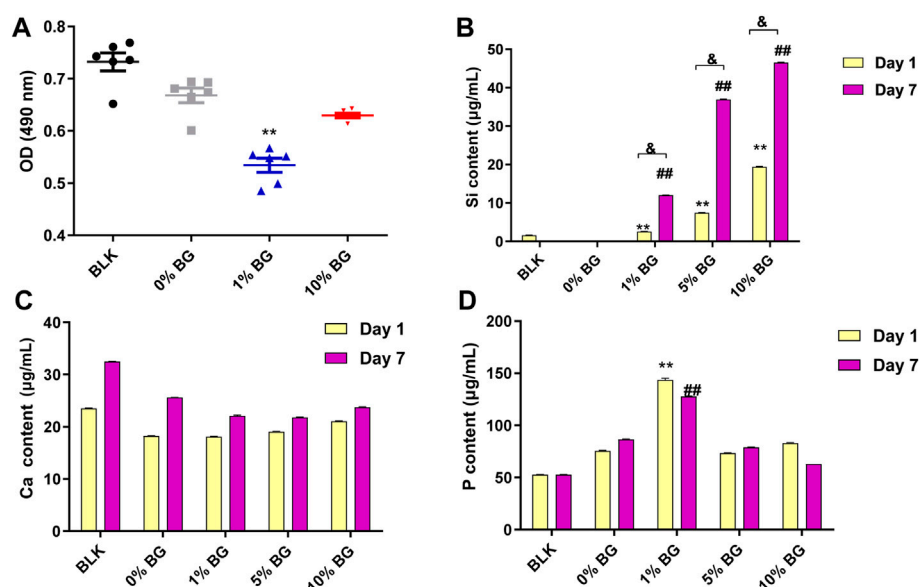 A
OD (490 nm)
0.8
0.7
0.6
0.5
0.4
**
BLK
0% BG
1% BG
10% BG
B
Si content (µg/mL)
50
40
30
20
10
0
&
&
&
##
##
##
**
**
**
BLK
0% BG
1% BG
5% BG
10% BG
Day 1
Day 7
C
Ca content (µg/mL)
40
30
20
10
0
BLK
0% BG
1% BG
5% BG
10% BG
Day 1
Day 7
D
P content (µg/mL)
200
150
100
50
0
**
##
BLK
0% BG
1% BG
5% BG
10% BG
Day 1
Day 7